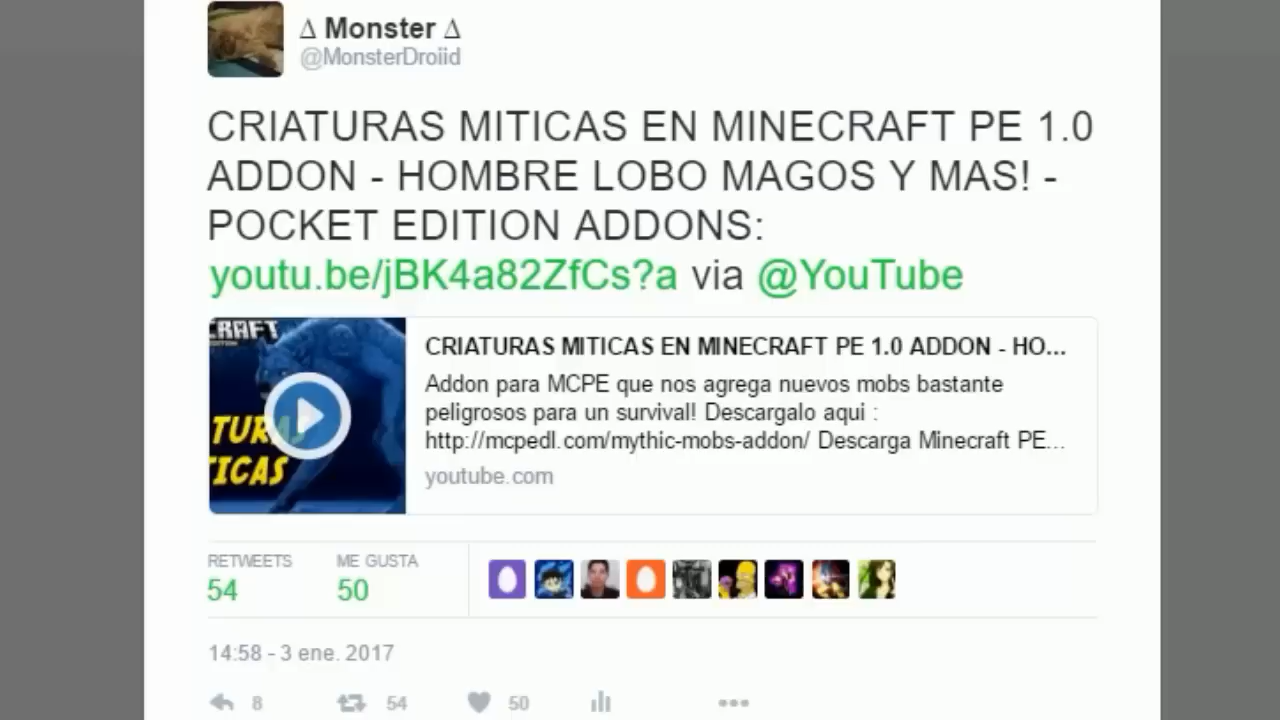 Δ Monster Δ
@MonsterDroiid
CRIATURAS MITICAS EN MINECRAFT PE 1.0
ADDON - HOMBRE LOBO MAGOS Y MAS! -
POCKET EDITION ADDONS:
youtu.be/jBK4a82ZfCs?a via @YouTube
CRAFT
EDITION
TURAS
TICAS
CRIATURAS MITICAS EN MINECRAFT PE 1.0 ADDON - HO...
Addon para MCPE que nos agrega nuevos mobs bastante
peligrosos para un survival! Descargalo aqui :
http://mcpedl.com/mythic-mobs-addon/ Descarga Minecraft PE...
youtube.com
RETWEETS ME GUSTA
54 50
14:58 - 3 ene. 2017
8 54 50